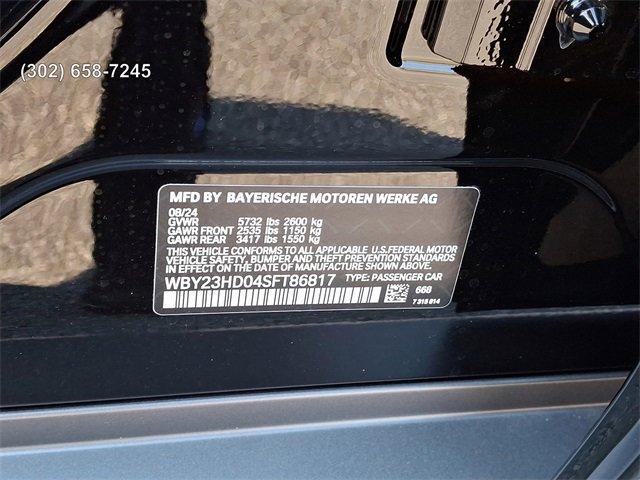 (302) 658-7245
MFD BY BAYERISCHE MOTOREN WERKE AG
08/24
GVWR 5732 lbs 2600 kg
GAWR FRONT 2535 lbs 1150 kg
GAWR REAR 3417 lbs 1550 kg
THIS VEHICLE CONFORMS TO ALL APPLICABLE U.S.FEDERAL MOTOR
VEHICLE SAFETY, BUMPER AND THEFT PREVENTION STANDARDS
IN EFFECT ON THE DATE OF MANUFACTURE SHOWN ABOVE.
WBY23HD04SFT86817 TYPE: PASSENGER CAR
668
7 315 814